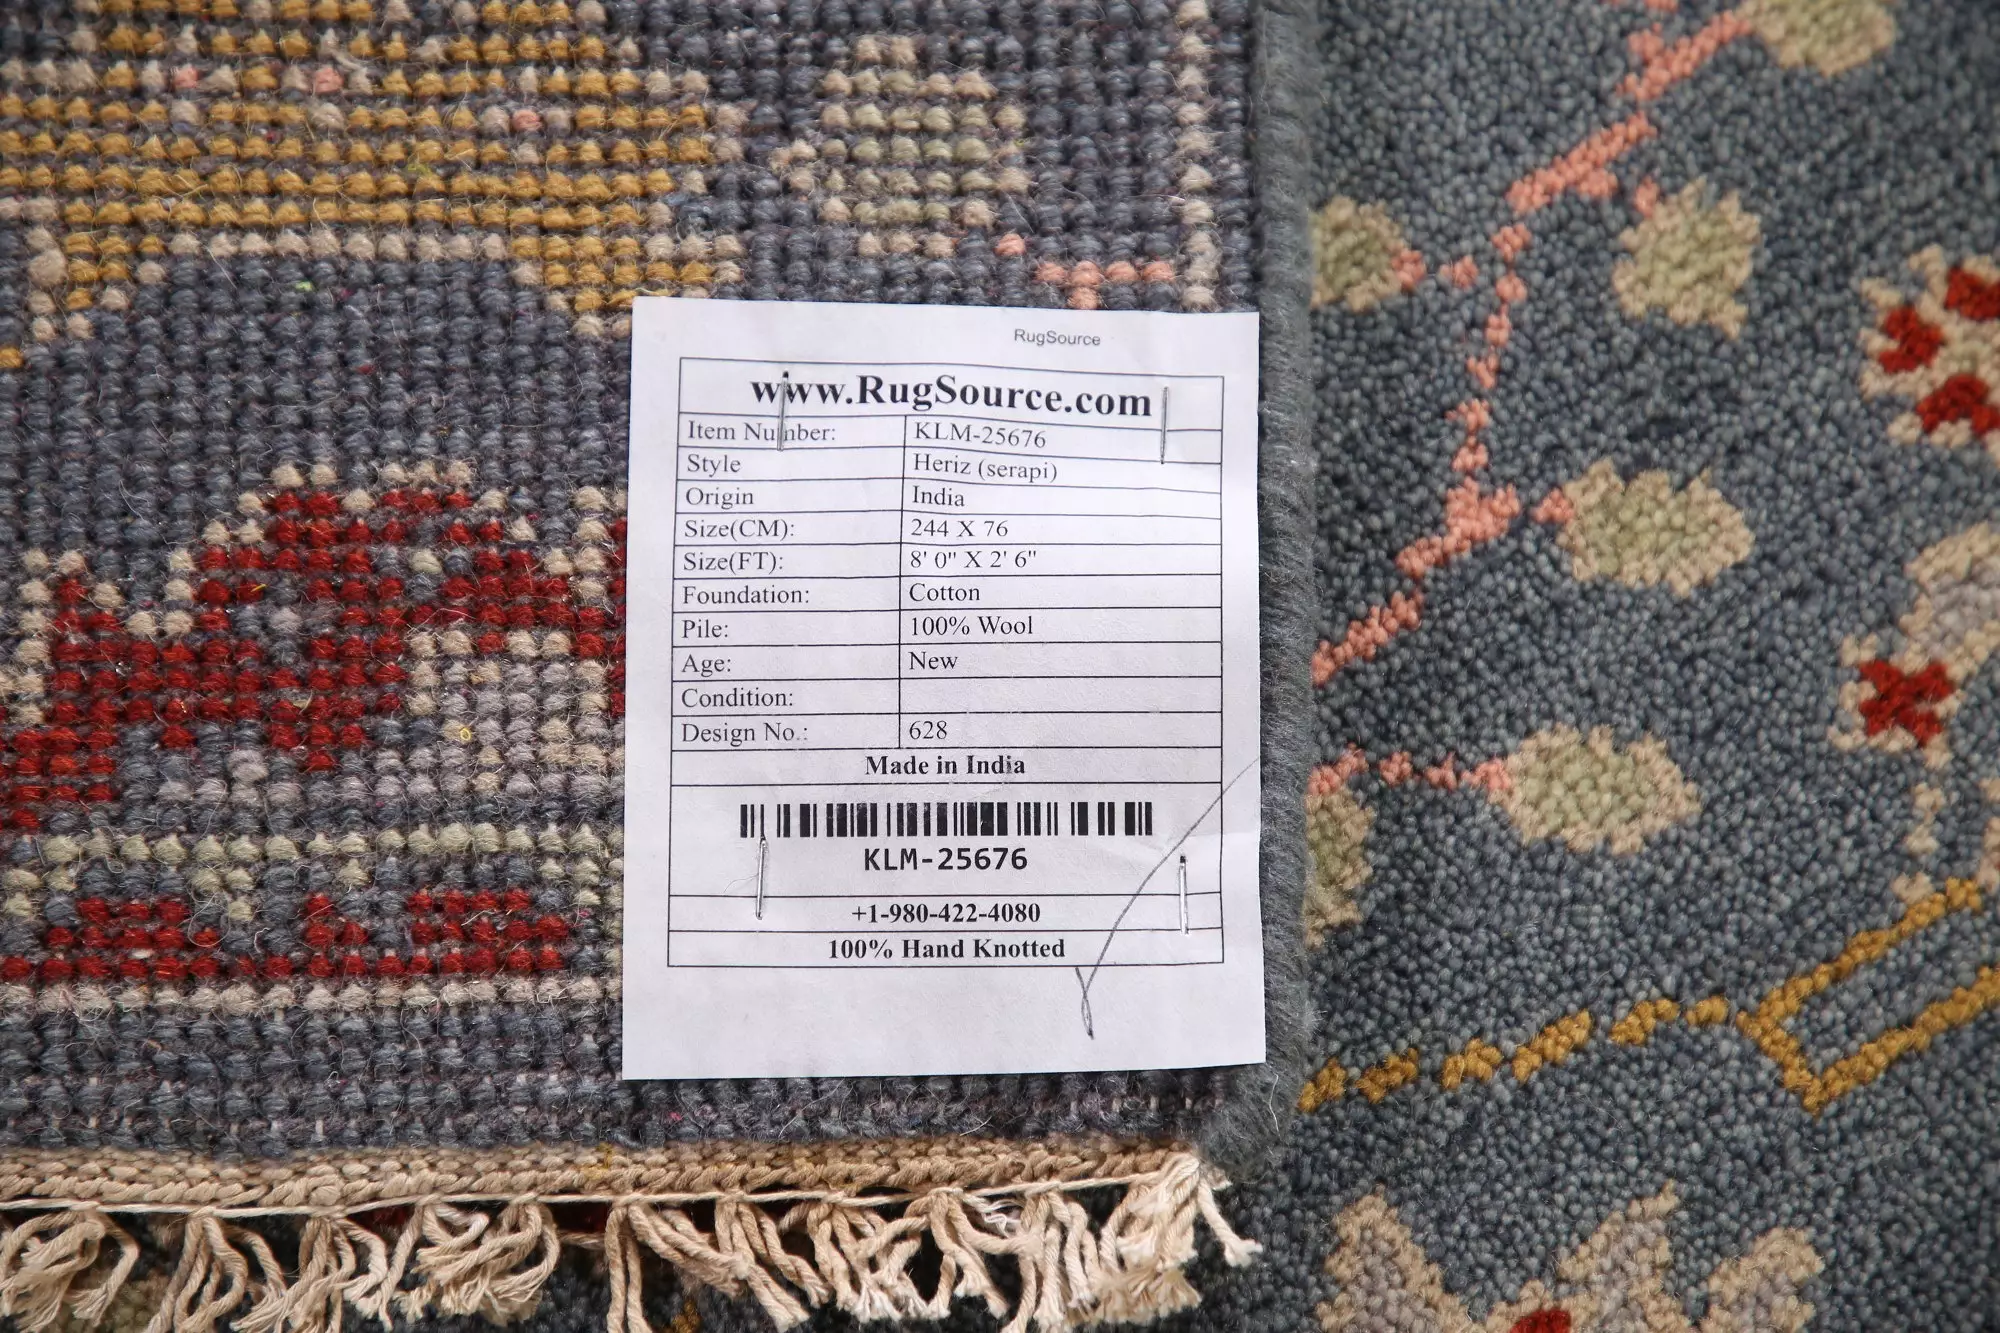 RugSource
www.RugSource.com
Item Number: KLM-25676
Style Heriz (serapi)
Origin India
Size(CM): 244 X 76
Size(FT): 8' 0" X 2' 6"
Foundation: Cotton
Pile: 100% Wool
Age: New
Condition:
Design No.: 628
Made in India
KLM-25676
+1-980-422-4080
100% Hand Knotted